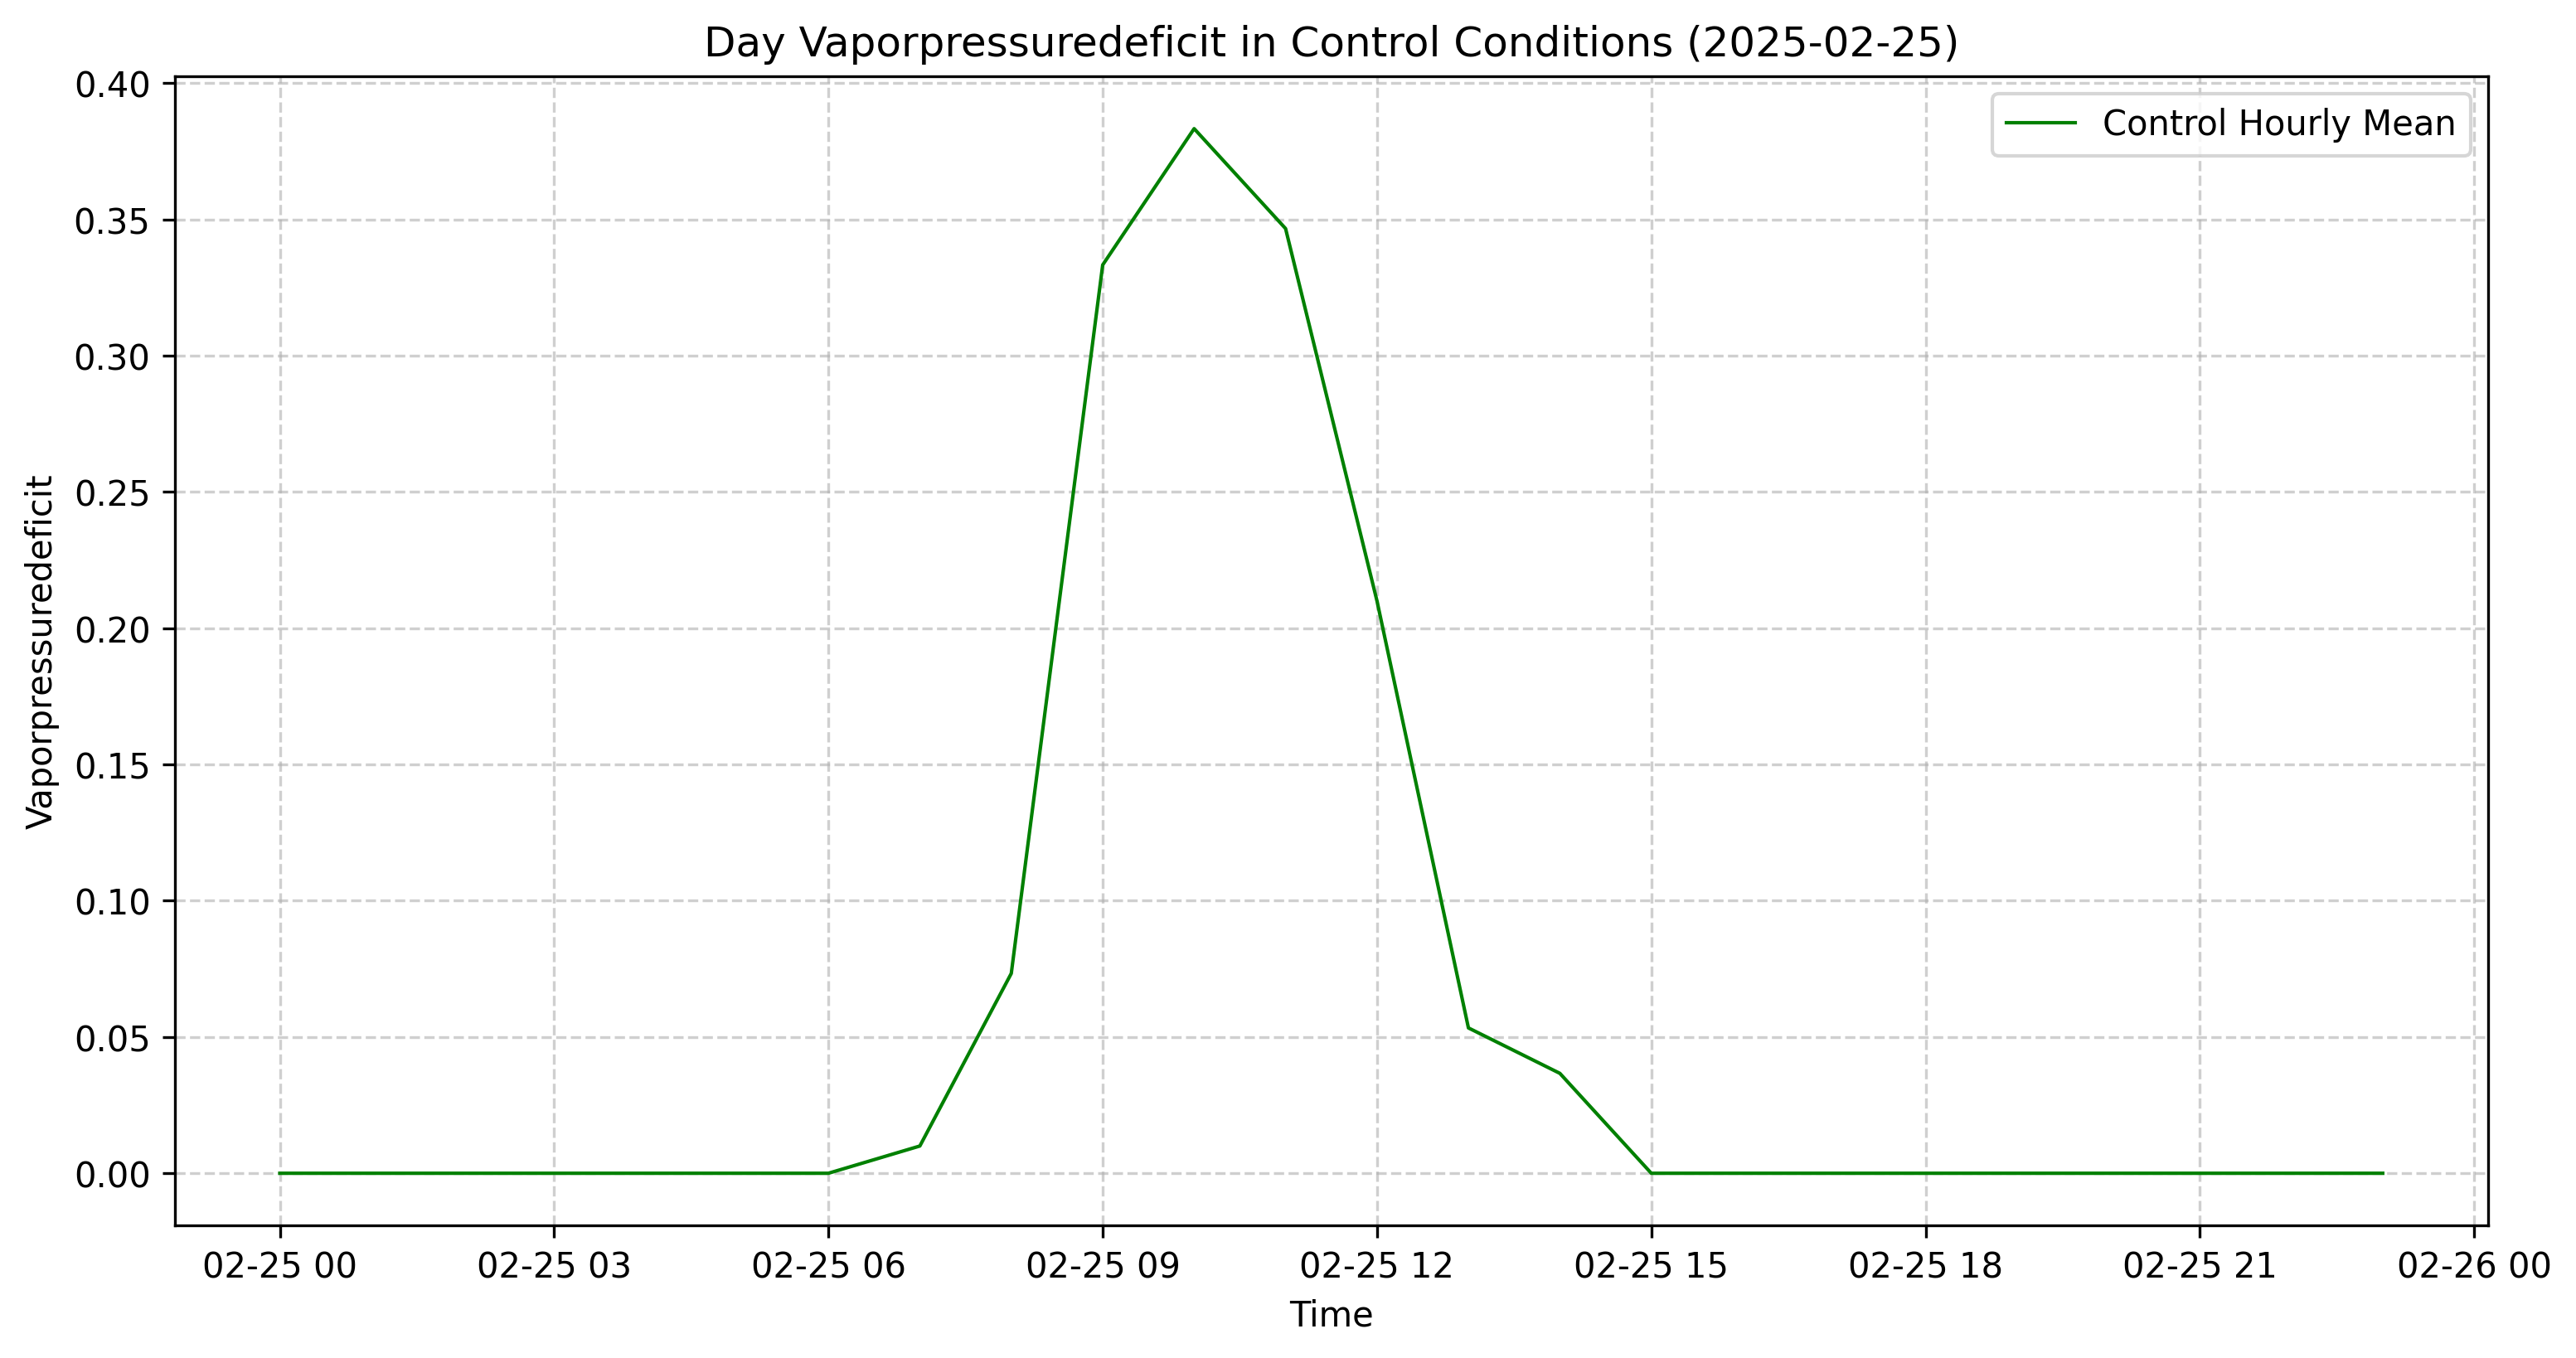 Day Vaporpressuredeficit in Control Conditions (2025-02-25)
Control Hourly Mean
Vaporpressuredeficit
0.40
0.35
0.30
0.25
0.20
0.15
0.10
0.05
0.00
02-25 00 02-25 03 02-25 06 02-25 09 02-25 12 02-25 15 02-25 18 02-25 21 02-26 00
Time